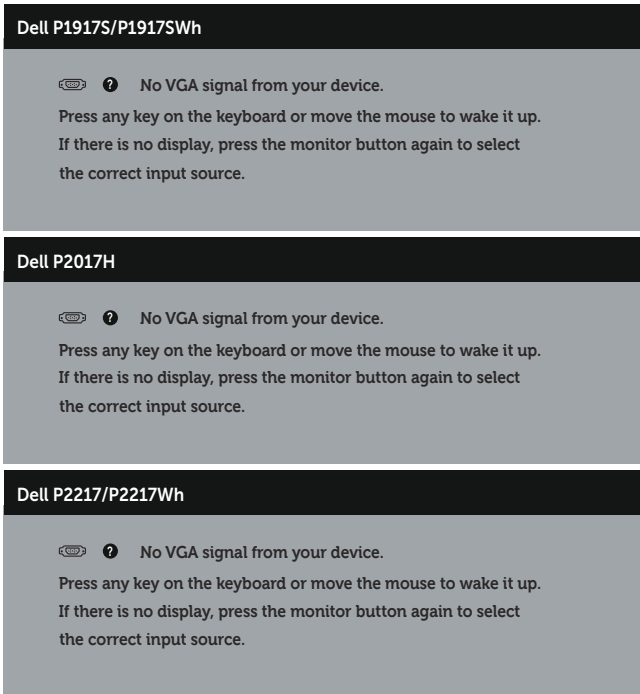 Dell P1917S/P1917SWh
? No VGA signal from your device.
Press any key on the keyboard or move the mouse to wake it up.
If there is no display, press the monitor button again to select
the correct input source.
Dell P2017H
? No VGA signal from your device.
Press any key on the keyboard or move the mouse to wake it up.
If there is no display, press the monitor button again to select
the correct input source.
Dell P2217/P2217Wh
? No VGA signal from your device.
Press any key on the keyboard or move the mouse to wake it up.
If there is no display, press the monitor button again to select
the correct input source.